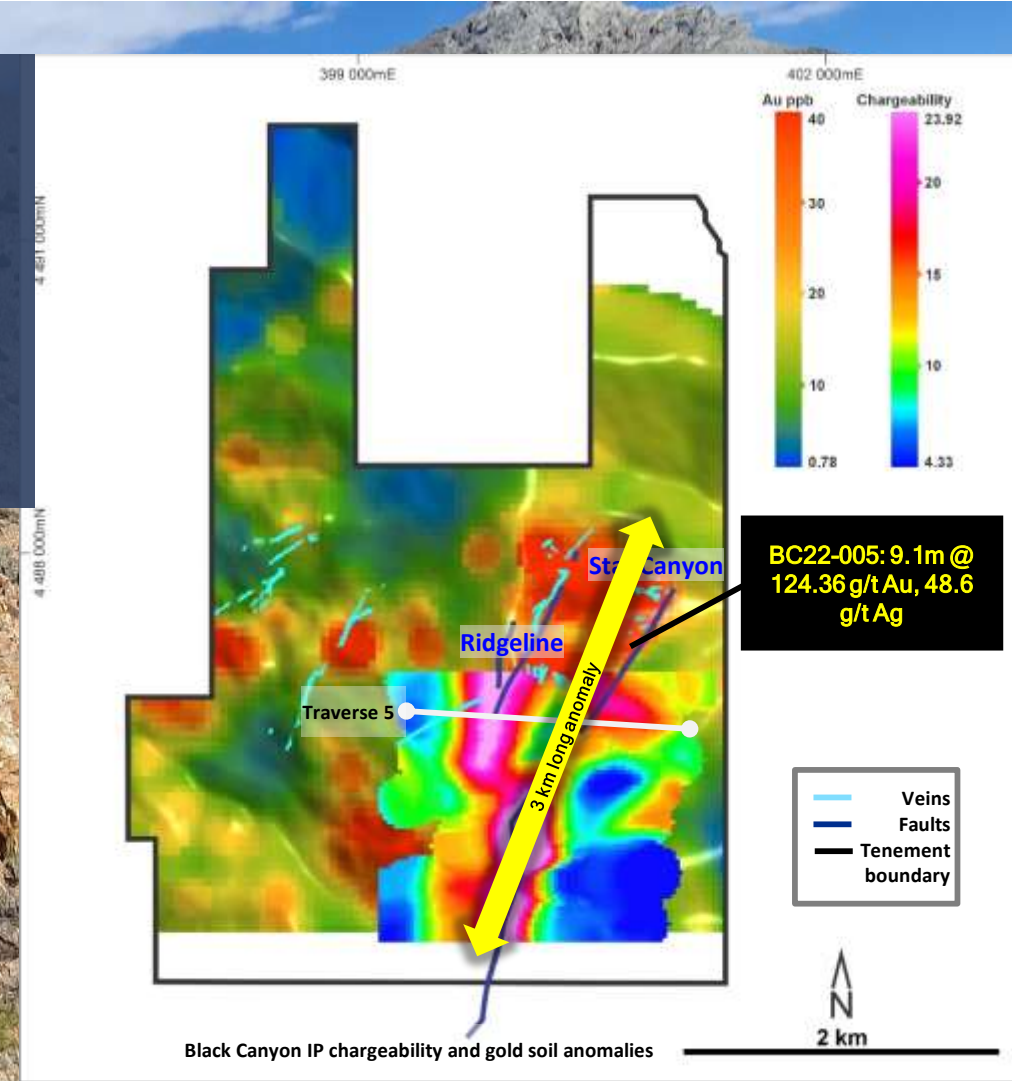 399 000mE
402 000mE
Au ppb
Chargeability
40
23.92
30
20
20
15
10
10
0.78
4.33
4 491 000mN
4 488 000mN
Canyon
BC22-005: 9.1m @
124.36 g/t Au, 48.6
g/t Ag
Ridgeline
Traverse 5
3 km long anomaly
Veins
Faults
Tenement
boundary
N
2 km
Black Canyon IP chargeability and gold soil anomalies